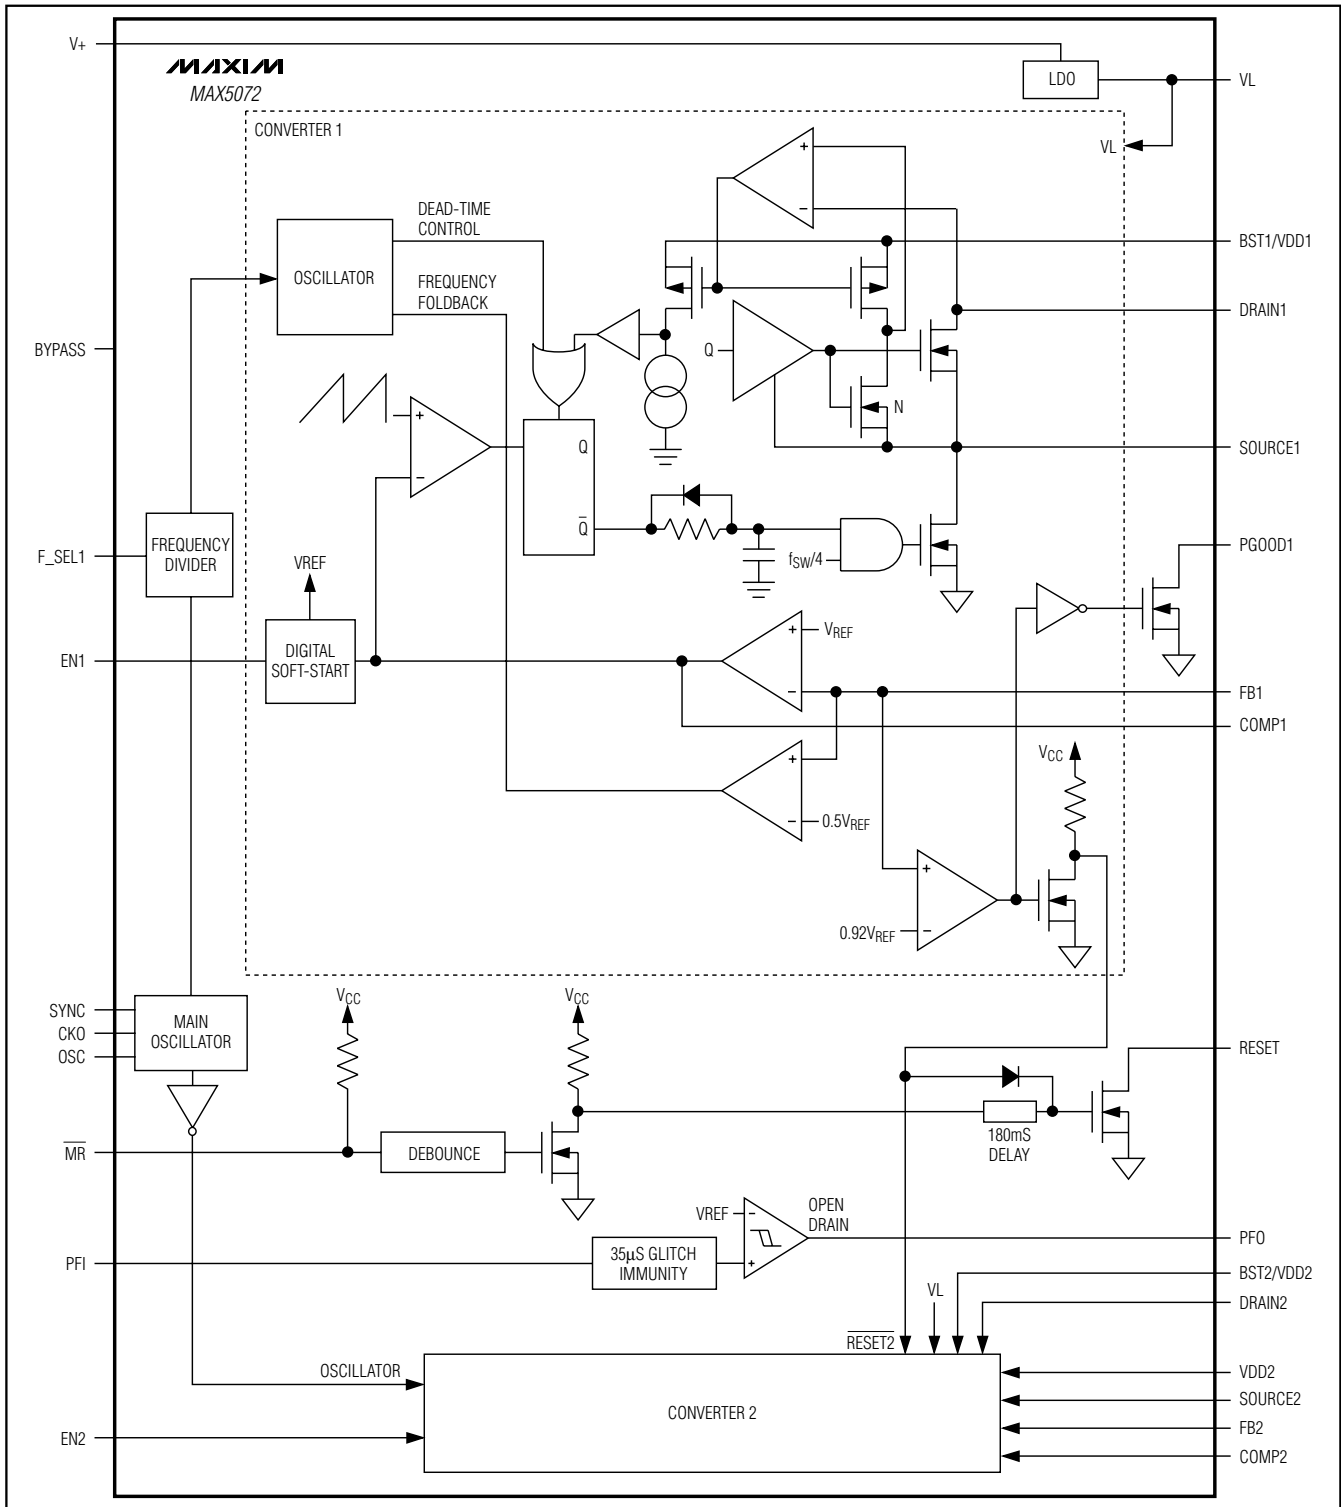 V+
MAXIM
MAX5072
LDO
VL
CONVERTER 1
VL
DEAD-TIME
CONTROL
OSCILLATOR
FREQUENCY
FOLDBACK
BST1/VDD1
DRAIN1
BYPASS
Q
N
+
−
+
−
Q
Q̅
SOURCE1
F_SEL1
FREQUENCY
DIVIDER
VREF
fSW/4
PGOOD1
EN1
DIGITAL
SOFT-START
+
VREF
−
FB1
COMP1
+
−
0.5VREF
VCC
+
−
0.92VREF
SYNC
CKO
OSC
MAIN
OSCILLATOR
VCC
VCC
RESET
M̅R̅
DEBOUNCE
180mS
DELAY
VREF
−
+
OPEN
DRAIN
PFI
35µS GLITCH
IMMUNITY
PFO
BST2/VDD2
DRAIN2
VL
R̅E̅S̅E̅T̅2̅
OSCILLATOR
CONVERTER 2
VDD2
SOURCE2
FB2
COMP2
EN2